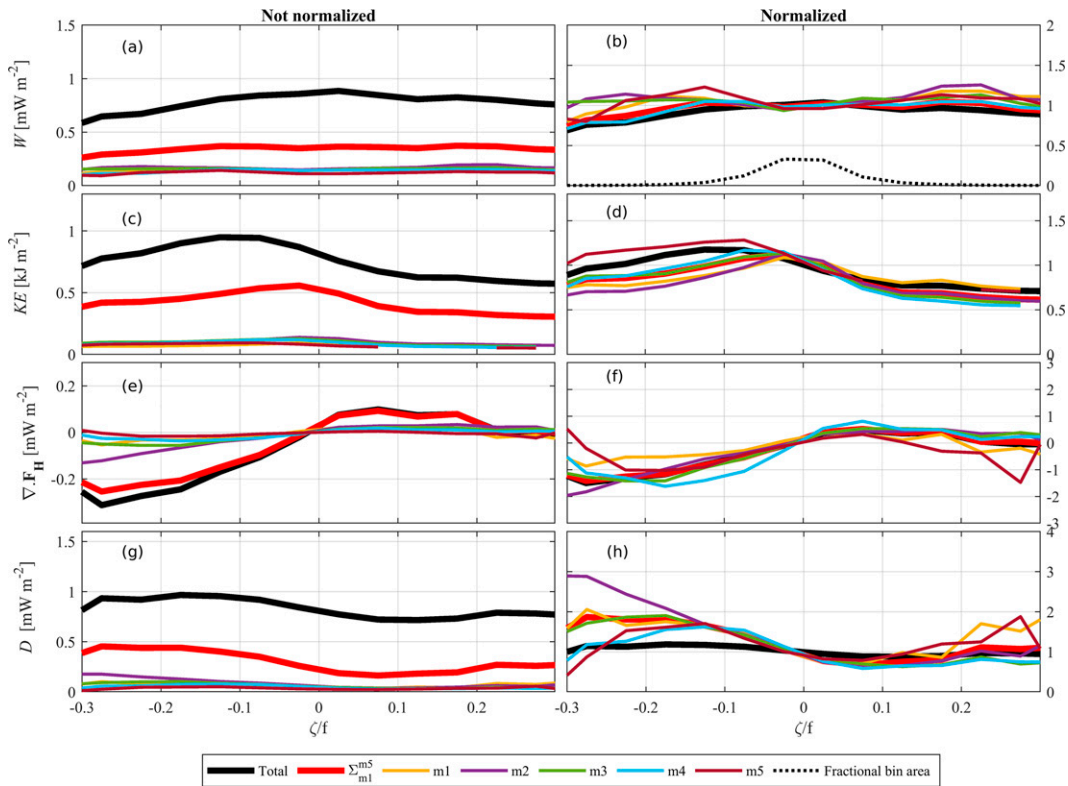 Not normalized
Normalized
(a)
W [mW m-2]
1.5
1
0.5
0
(b)
2
1.5
1
0.5
0
(c)
KE [kJ m-2]
1
0.5
0
(d)
1.5
1
0.5
0
(e)
∇.FH [mW m-2]
0.2
0
-0.2
(f)
3
2
1
0
-1
-2
-3
(g)
D [mW m-2]
1.5
1
0.5
0
(h)
4
3
2
1
0
-0.3 -0.2 -0.1 0 0.1 0.2
ζ/f
-0.3 -0.2 -0.1 0 0.1 0.2
ζ/f
Total Σm5m1 m1 m2 m3 m4 m5 Fractional bin area